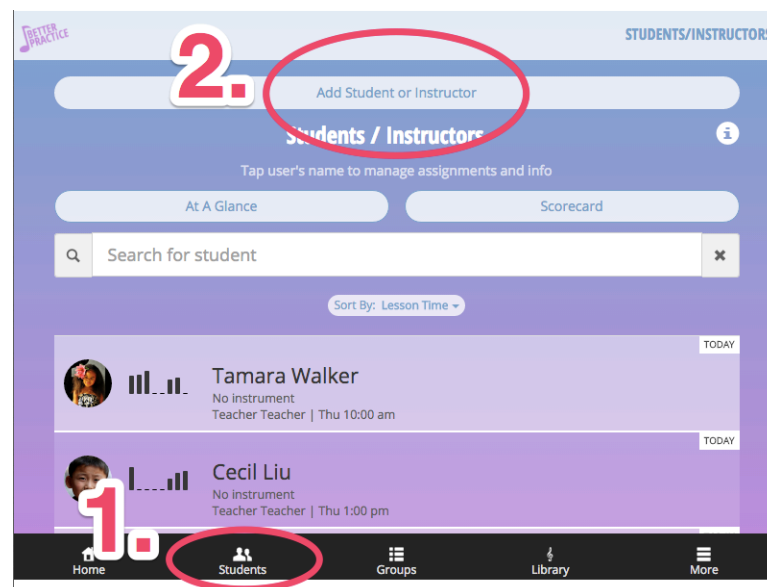 BETTER
PRACTICE
STUDENTS/INSTRUCTORS
2.
Add Student or Instructor
Students / Instructors
Tap user's name to manage assignments and info
At A Glance
Scorecard
Search for student
Sort By: Lesson Time
TODAY
Tamara Walker
No instrument
Teacher Teacher | Thu 10:00 am
TODAY
Cecil Liu
No instrument
Teacher Teacher | Thu 1:00 pm
1.
Home
Students
Groups
Library
More